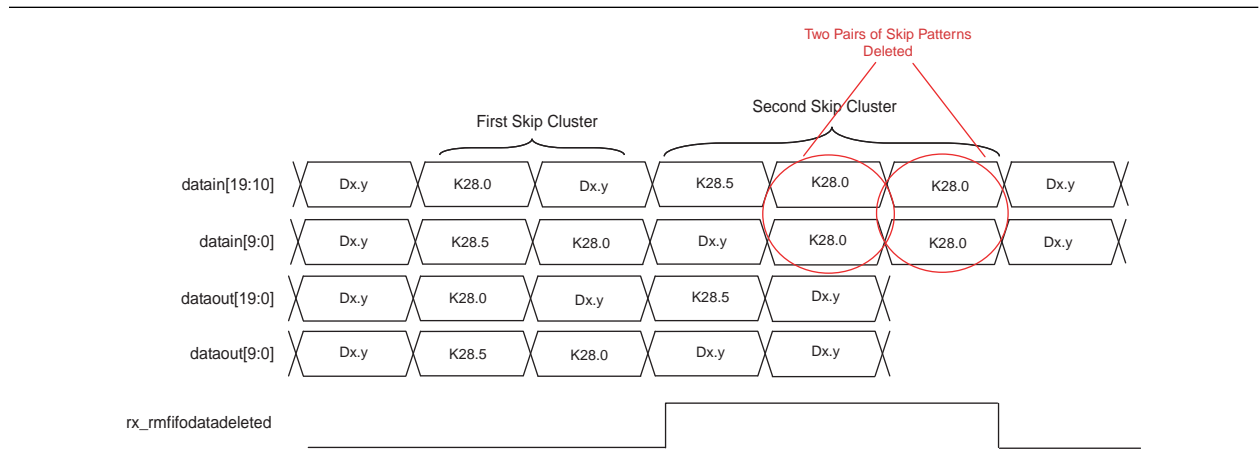 Two Pairs of Skip Patterns
Deleted
Second Skip Cluster
First Skip Cluster
datain[19:10] Dx.y K28.0 Dx.y K28.5 K28.0 K28.0 Dx.y
datain[9:0] Dx.y K28.5 K28.0 Dx.y K28.0 K28.0 Dx.y
dataout[19:0] Dx.y K28.0 Dx.y K28.5 Dx.y
dataout[9:0] Dx.y K28.5 K28.0 Dx.y Dx.y
rx_rmfifodatadeleted